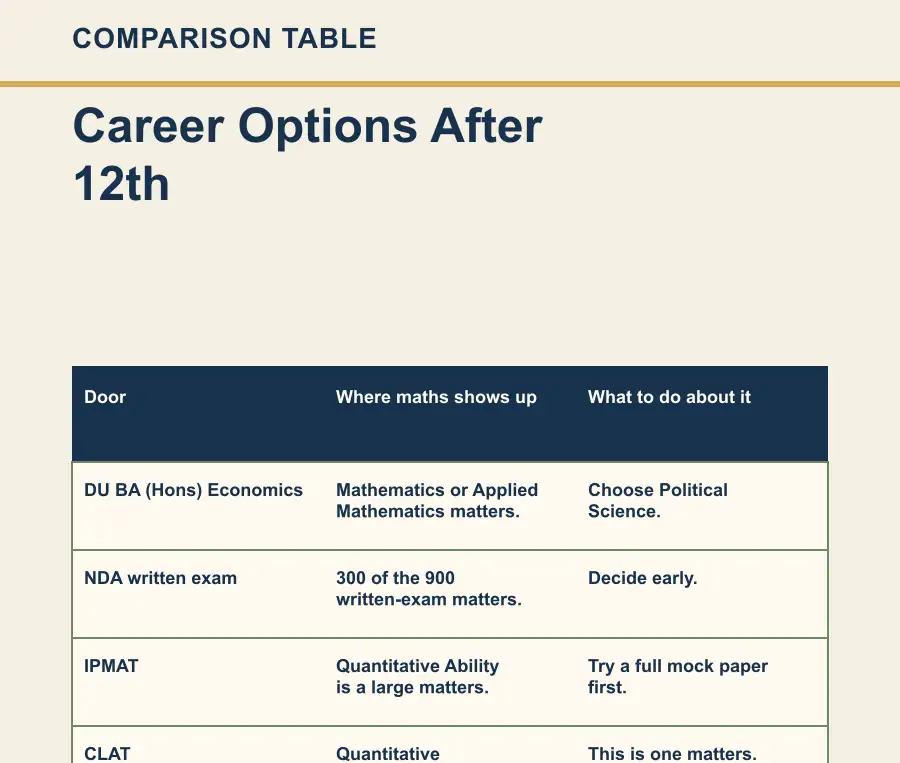 COMPARISON TABLE
Career Options After
12th
Door
Where maths shows up
What to do about it
DU BA (Hons) Economics
Mathematics or Applied
Mathematics matters.
Choose Political
Science.
NDA written exam
300 of the 900
written-exam matters.
Decide early.
IPMAT
Quantitative Ability
is a large matters.
Try a full mock paper
first.
CLAT
Quantitative
This is one matters.